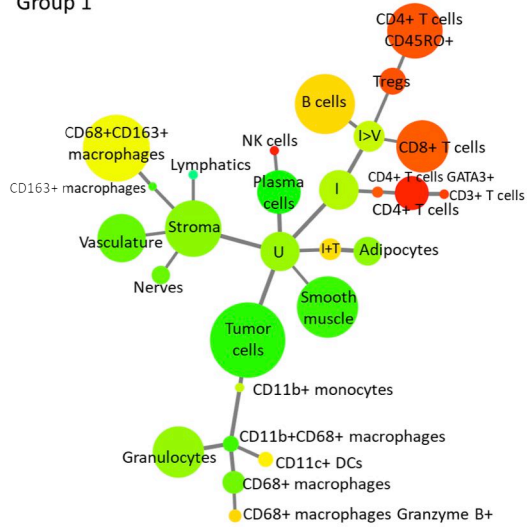 Group 1
CD4+ T cells
CD45RO+
Tregs
B cells
I>V
CD8+ T cells
CD68+CD163+
macrophages
NK cells
Lymphatics
CD163+ macrophages
Plasma
cells
I
CD4+ T cells GATA3+
CD3+ T cells
CD4+ T cells
Stroma
Vasculature
U
I+T
Adipocytes
Nerves
Smooth
muscle
Tumor
cells
CD11b+ monocytes
CD11b+CD68+ macrophages
Granulocytes
CD11c+ DCs
CD68+ macrophages
CD68+ macrophages Granzyme B+